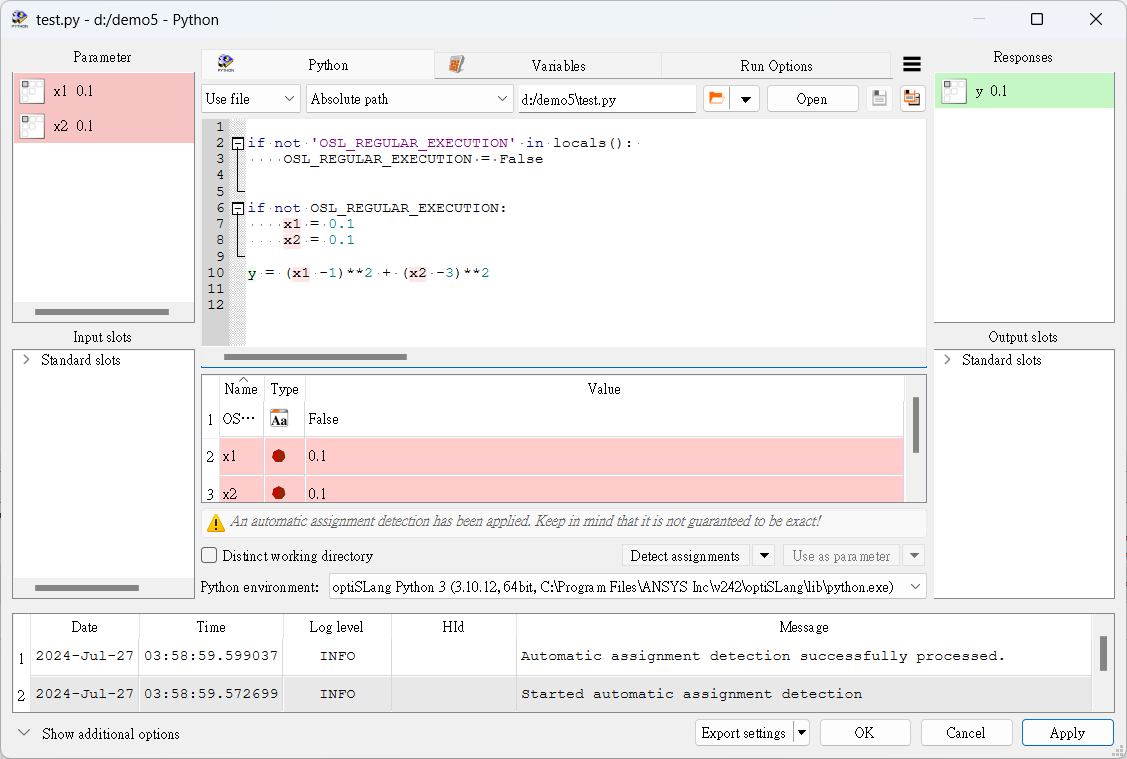 test.py - d:/demo5 - Python
Parameter
x1 0.1
x2 0.1
Input slots
Standard slots
Python Variables Run Options
Use file Absolute path d:/demo5\test.py Open
1
2 if not 'OSL_REGULAR_EXECUTION' in locals():
3 OSL_REGULAR_EXECUTION = False
4
5
6 if not OSL_REGULAR_EXECUTION:
7 x1 = 0.1
8 x2 = 0.1
9
10 y = (x1 -1)**2 + (x2 -3)**2
11
12
Name Type Value
1 OS... Aa False
2 x1 0.1
3 x2 0.1
An automatic assignment detection has been applied. Keep in mind that it is not guaranteed to be exact!
Distinct working directory Detect assignments Use as parameter
Python environment: optiSLang Python 3 (3.10.12, 64bit, C:\Program Files\ANSYS Inc\v242\optiSLang\lib\python.exe)
Responses
y 0.1
Output slots
Standard slots
Date Time Log level HId Message
1 2024-Jul-27 03:58:59.599037 INFO Automatic assignment detection successfully processed.
2 2024-Jul-27 03:58:59.572699 INFO Started automatic assignment detection
Show additional options Export settings OK Cancel Apply